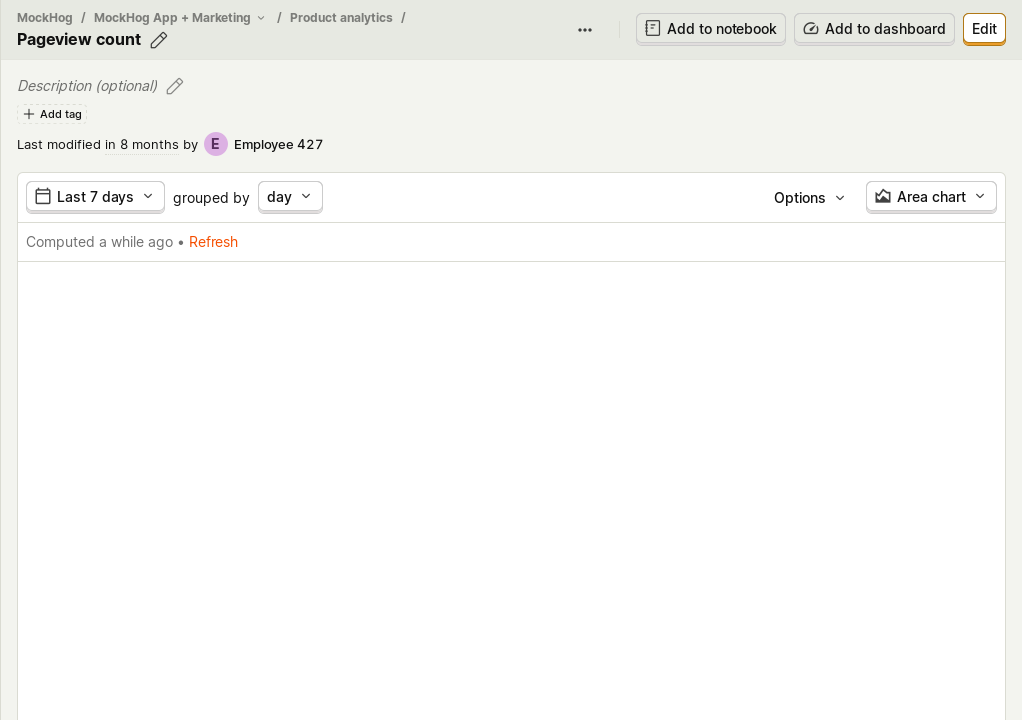 MockHog / MockHog App + Marketing / Product analytics /
Pageview count
Add to notebook
Add to dashboard
Edit
Description (optional)
Add tag
Last modified in 8 months by E Employee 427
Last 7 days grouped by day
Options
Area chart
Computed a while ago • Refresh